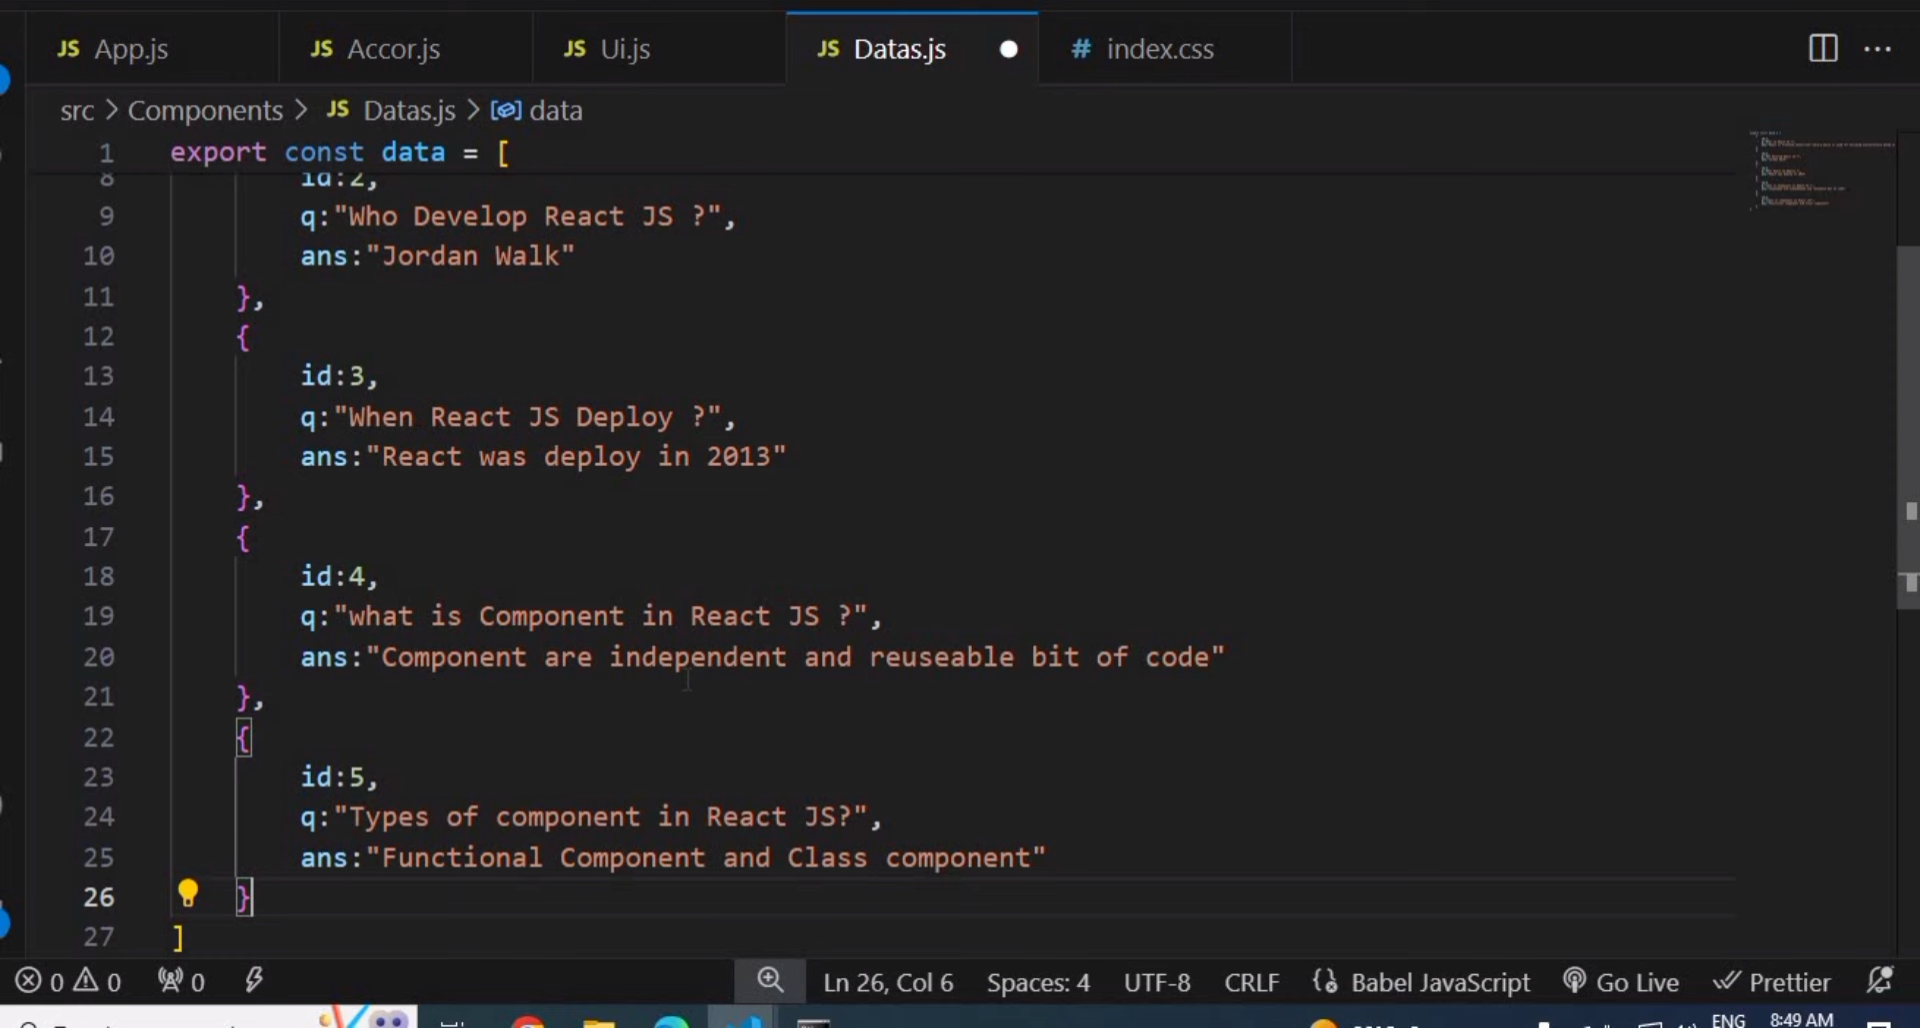 JS App.js JS Accor.js JS Ui.js JS Datas.js # index.css
src > Components > JS Datas.js > data
1 export const data = [
8 id:2,
9 q:"Who Develop React JS ?",
10 ans:"Jordan Walk"
11 },
12 {
13 id:3,
14 q:"When React JS Deploy ?",
15 ans:"React was deploy in 2013"
16 },
17 {
18 id:4,
19 q:"what is Component in React JS ?",
20 ans:"Component are independent and reuseable bit of code"
21 },
22 {
23 id:5,
24 q:"Types of component in React JS?",
25 ans:"Functional Component and Class component"
26 }
27 ]
0 0 0 Ln 26, Col 6 Spaces: 4 UTF-8 CRLF {} Babel JavaScript Go Live Prettier
ENG 8:49 AM